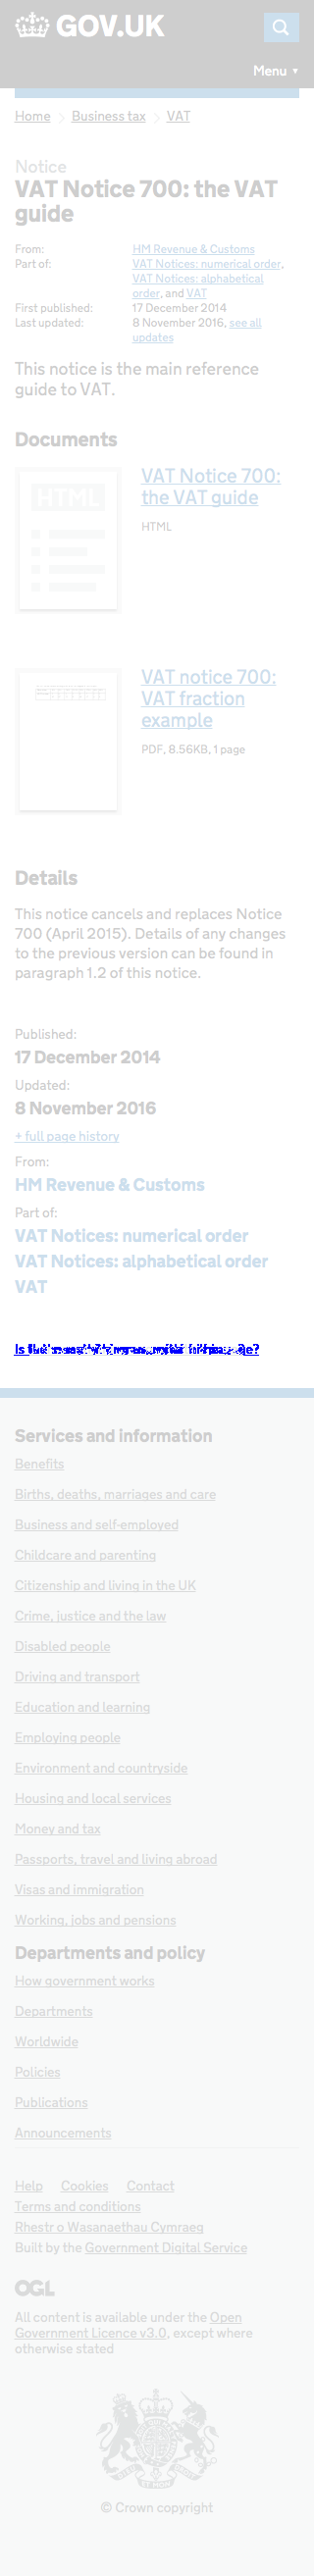 GOV.UK
Menu ▼
Home > Business tax > VAT
Notice
VAT Notice 700: the VAT
guide
From: HM Revenue & Customs
Part of: VAT Notices: numerical order,
VAT Notices: alphabetical
order, and VAT
First published: 17 December 2014
Last updated: 8 November 2016, see all
updates
This notice is the main reference
guide to VAT.
Documents
HTML
VAT Notice 700:
the VAT guide
HTML
VAT notice 700:
VAT fraction
example
PDF, 8.56KB, 1 page
Details
This notice cancels and replaces Notice
700 (April 2015). Details of any changes
to the previous version can be found in
paragraph 1.2 of this notice.
Published:
17 December 2014
Updated:
8 November 2016
+ full page history
From:
HM Revenue & Customs
Part of:
VAT Notices: numerical order
VAT Notices: alphabetical order
VAT
Services and information
Benefits
Births, deaths, marriages and care
Business and self-employed
Childcare and parenting
Citizenship and living in the UK
Crime, justice and the law
Disabled people
Driving and transport
Education and learning
Employing people
Environment and countryside
Housing and local services
Money and tax
Passports, travel and living abroad
Visas and immigration
Working, jobs and pensions
Departments and policy
How government works
Departments
Worldwide
Policies
Publications
Announcements
Help Cookies Contact
Terms and conditions
Rhestr o Wasanaethau Cymraeg
Built by the Government Digital Service
OGL
All content is available under the Open
Government Licence v3.0, except where
otherwise stated
© Crown copyright